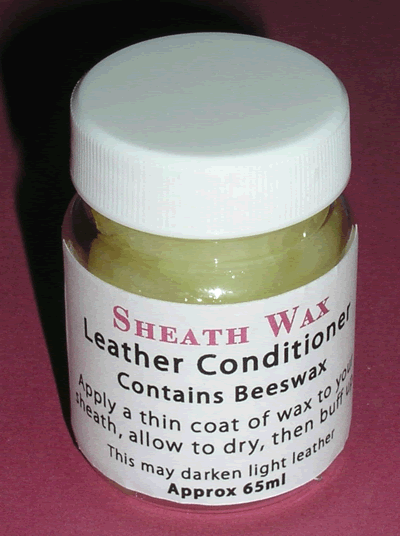 SHEATH WAX
Leather Conditioner
Contains Beeswax
Apply a thin coat of wax to your
sheath, allow to dry, then buff
This may darken light leather
Approx 65ml